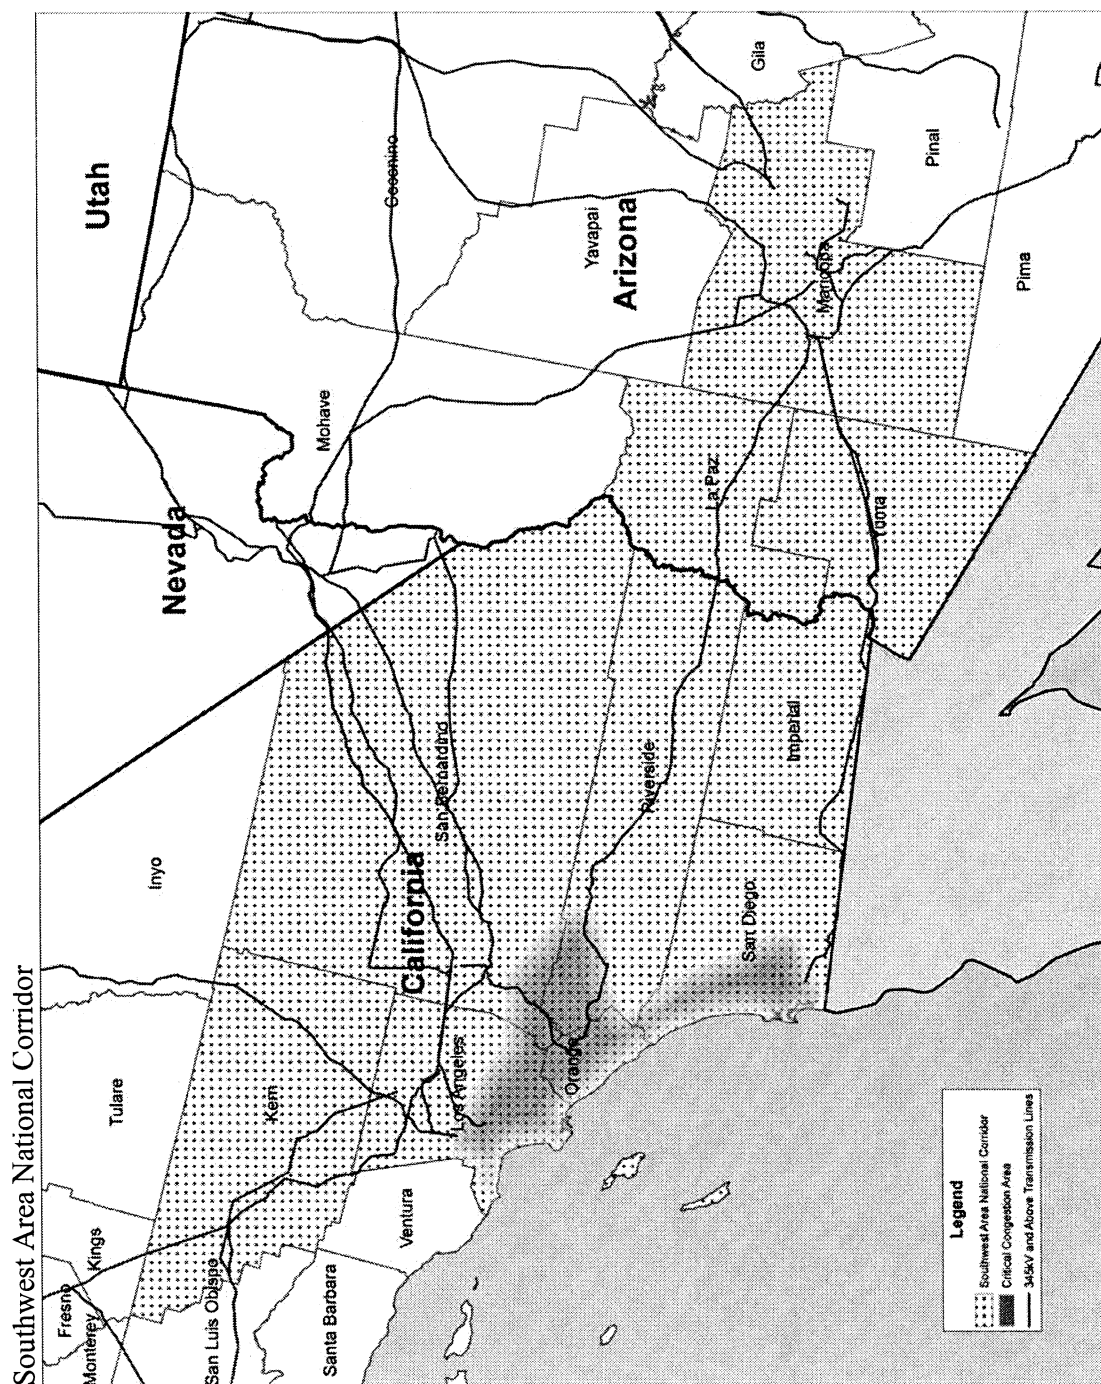 Southwest Area National Corridor
Utah
Nevada
Arizona
California
Fresno
Monterey
Kings
Tulare
Inyo
San Luis Obispo
Kern
Santa Barbara
Ventura
Los Angeles
San Bernardino
Orange
Riverside
San Diego
Imperial
Mohave
Coconino
Yavapai
Gila
La Paz
Maricopa
Yuma
Pinal
Pima
Legend
Southwest Area National Corridor
Critical Congestion Area
345kV and Above Transmission Lines